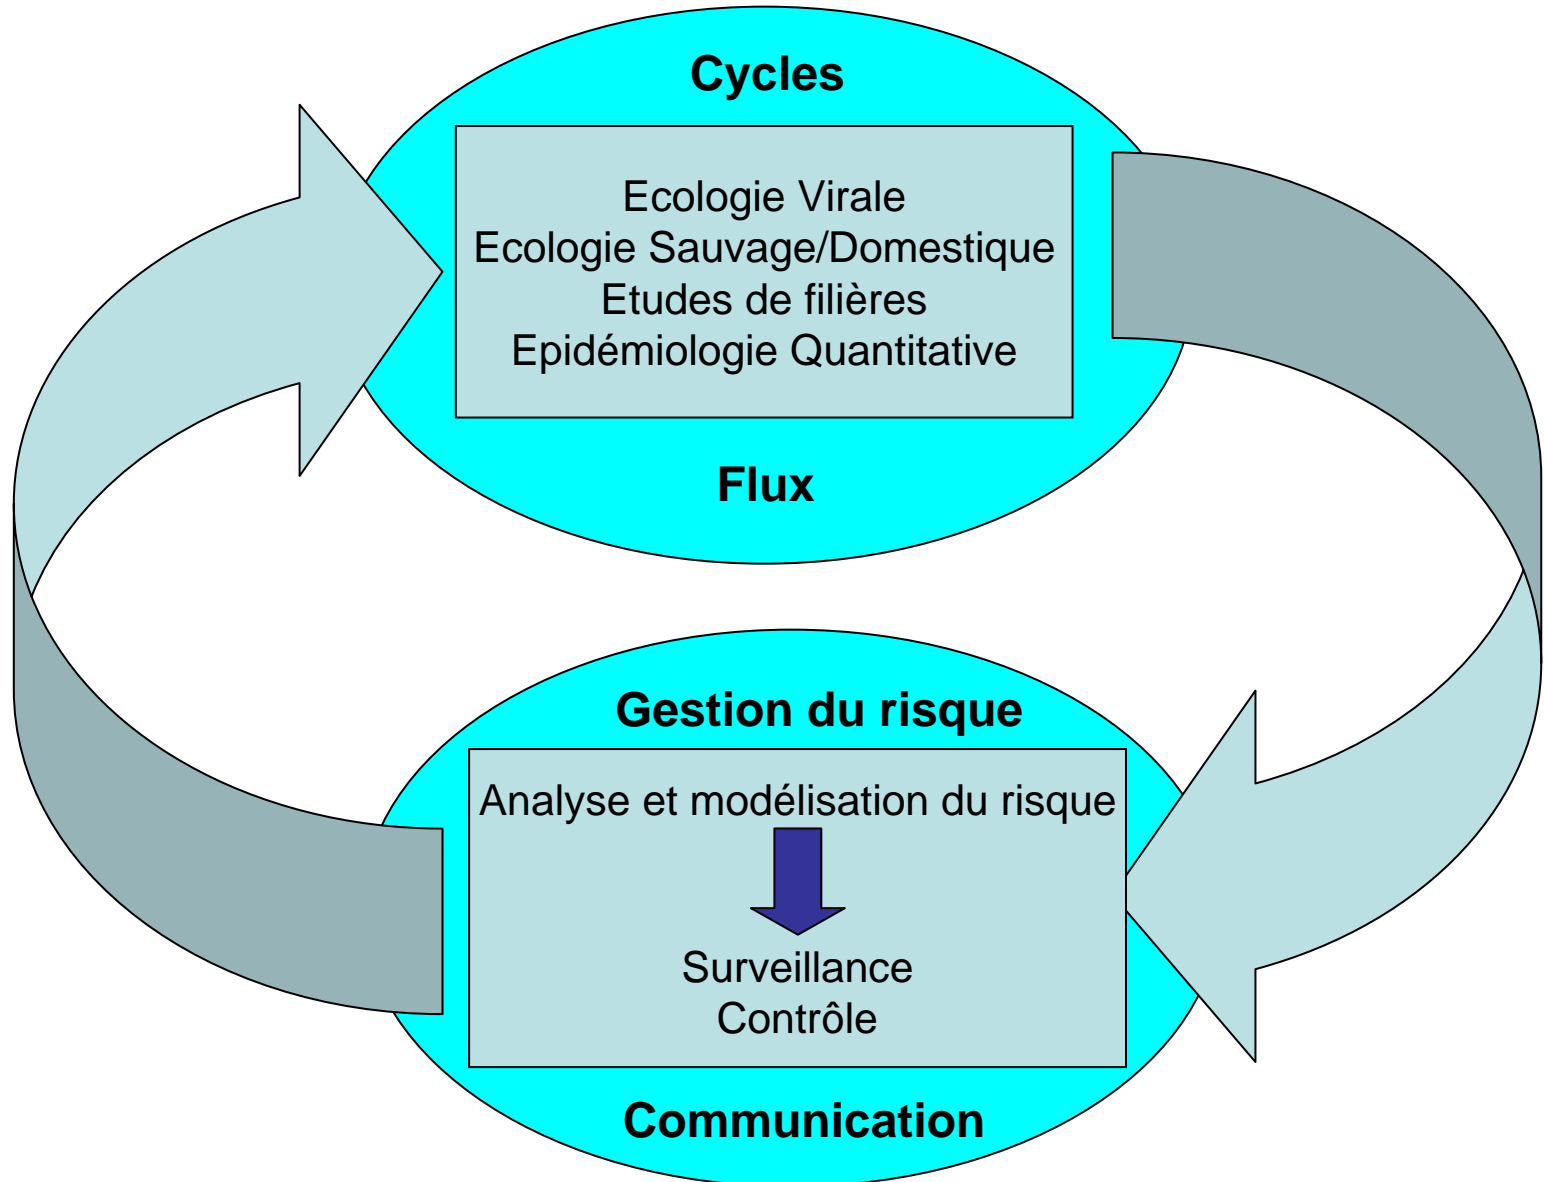 Cycles
Ecologie Virale
Ecologie Sauvage/Domestique
Etudes de filières
Epidémiologie Quantitative
Flux
Gestion du risque
Analyse et modélisation du risque
Surveillance
Contrôle
Communication